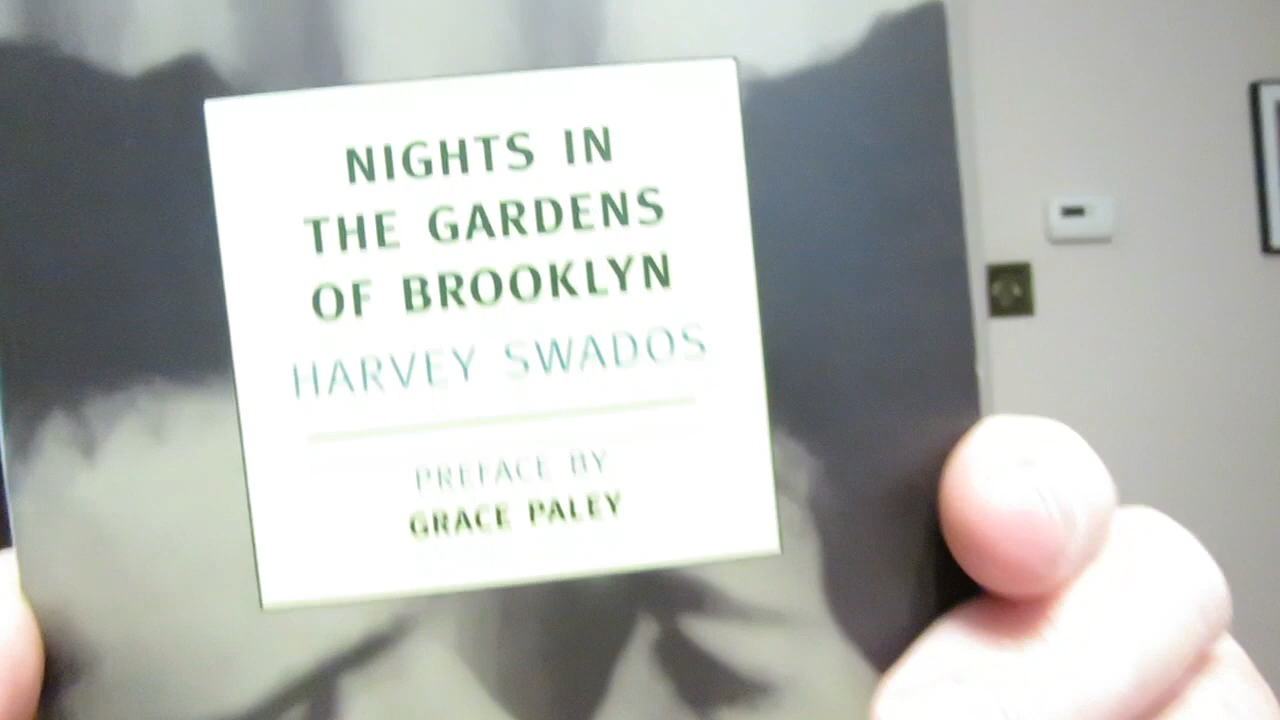 NIGHTS IN
THE GARDENS
OF BROOKLYN
HARVEY SWADOS
PREFACE BY
GRACE PALEY